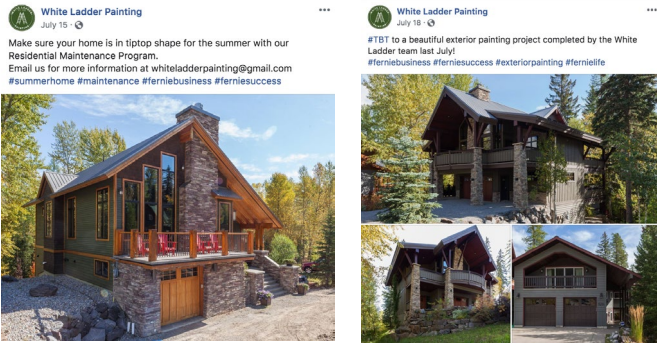 White Ladder Painting
July 15 ·
Make sure your home is in tiptop shape for the summer with our
Residential Maintenance Program.
Email us for more information at whiteladderpainting@gmail.com
#summerhome #maintenance #ferniebusiness #ferniesuccess
White Ladder Painting
July 18 ·
#TBT to a beautiful exterior painting project completed by the White
Ladder team last July!
#ferniebusiness #ferniesuccess #exteriorpainting #fernielife